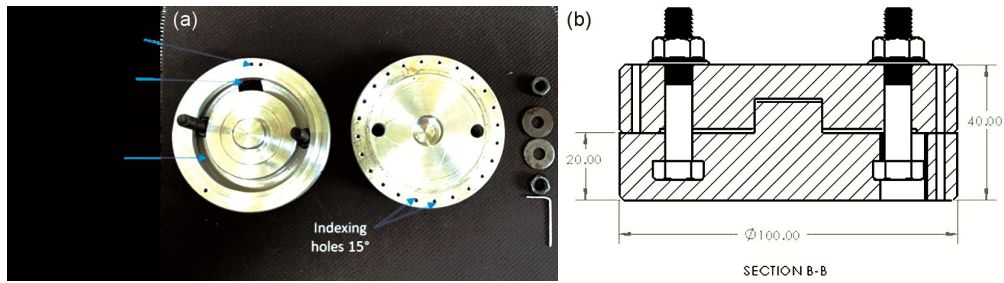 (a)
Indexing
holes 15°
(b)
20.00
40.00
Ø100.00
SECTION B-B